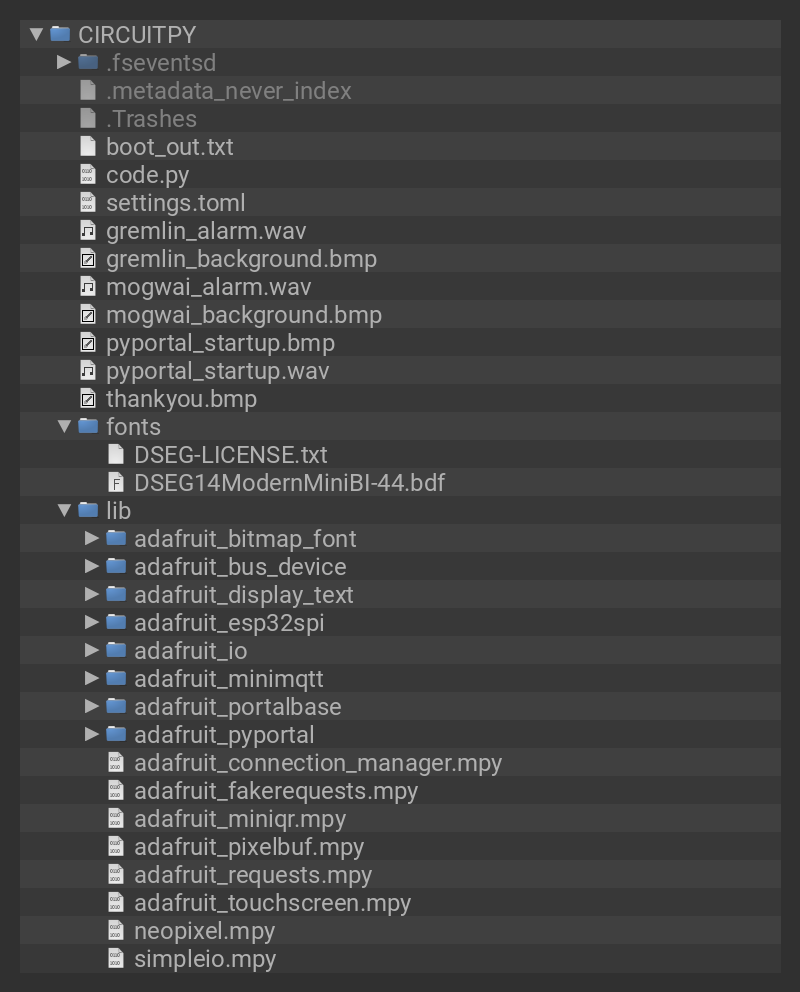 CIRCUITPY
.fseventsd
.metadata_never_index
.Trashes
boot_out.txt
code.py
settings.toml
gremlin_alarm.wav
gremlin_background.bmp
mogwai_alarm.wav
mogwai_background.bmp
pyportal_startup.bmp
pyportal_startup.wav
thankyou.bmp
fonts
DSEG-LICENSE.txt
DSEG14ModernMiniBI-44.bdf
lib
adafruit_bitmap_font
adafruit_bus_device
adafruit_display_text
adafruit_esp32spi
adafruit_io
adafruit_minimqtt
adafruit_portalbase
adafruit_pyportal
adafruit_connection_manager.mpy
adafruit_fakerequests.mpy
adafruit_miniqr.mpy
adafruit_pixelbuf.mpy
adafruit_requests.mpy
adafruit_touchscreen.mpy
neopixel.mpy
simpleio.mpy